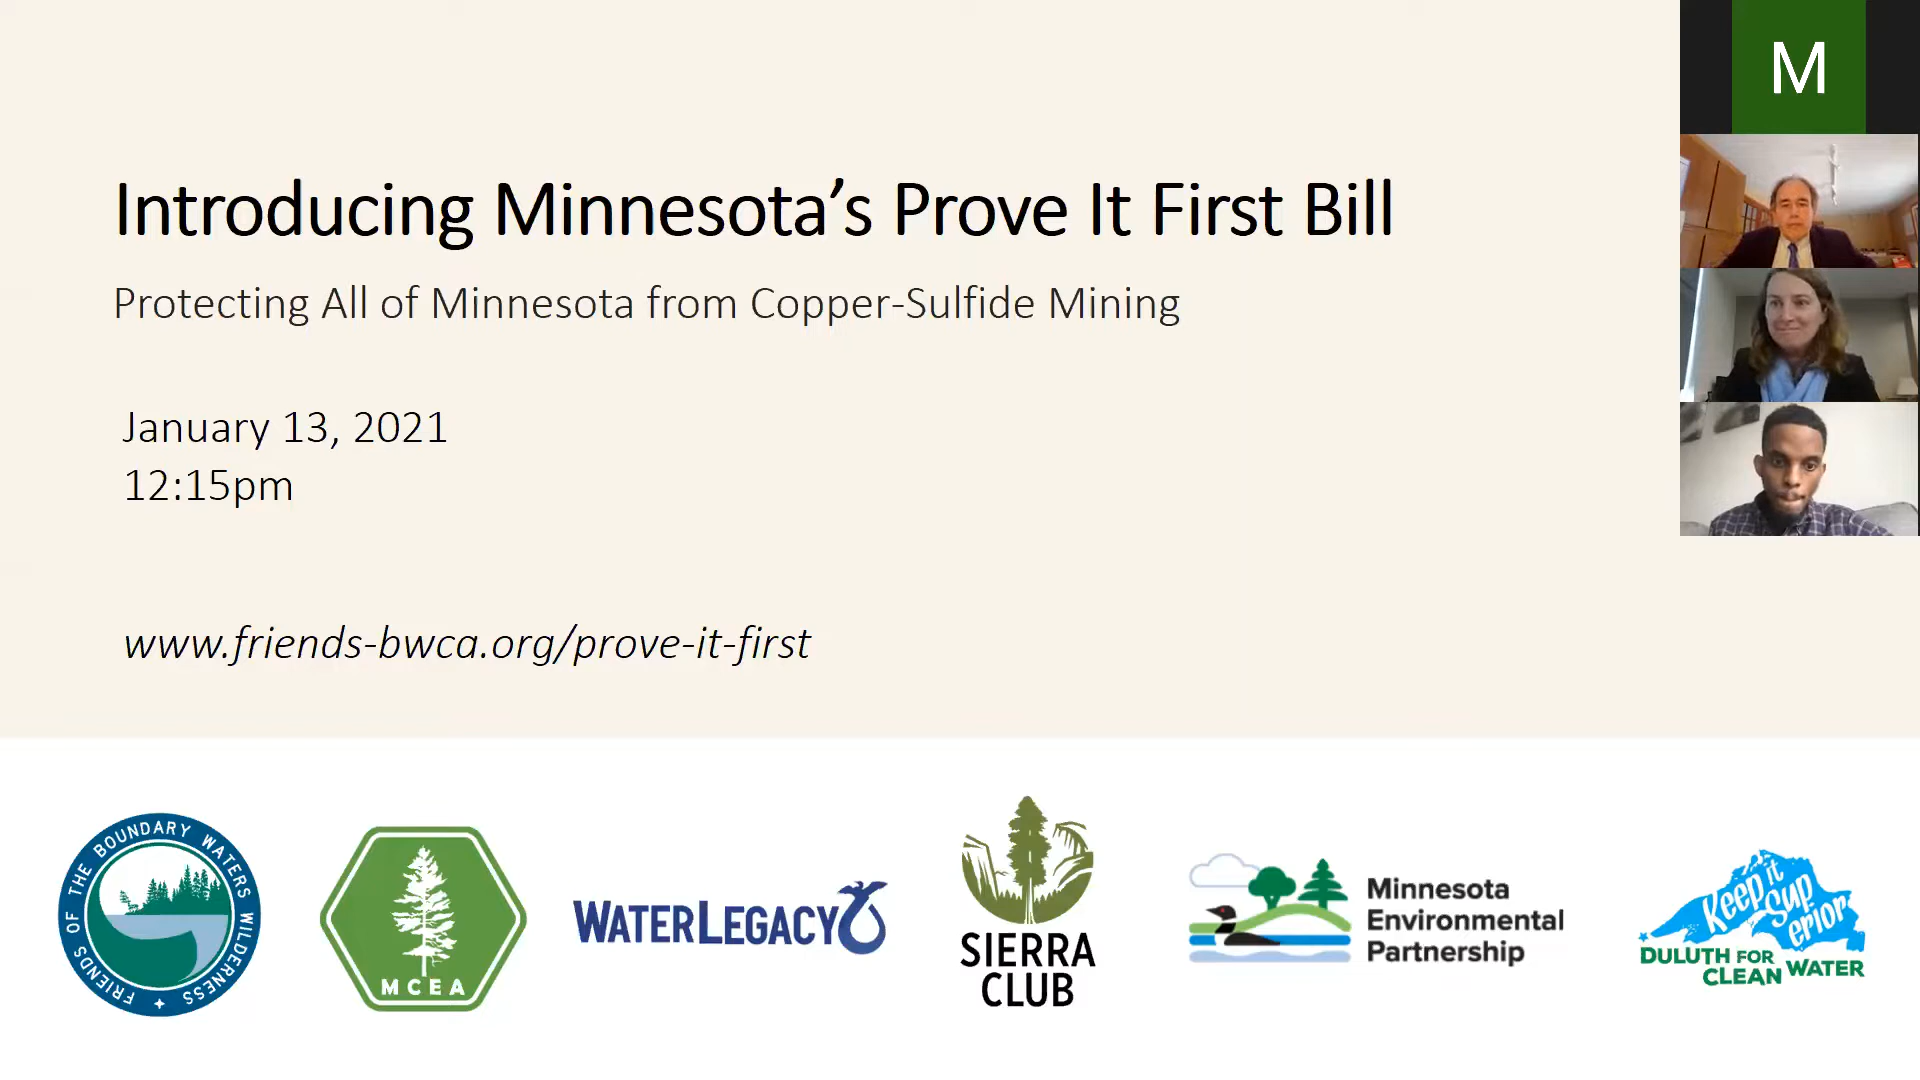 Introducing Minnesota’s Prove It First Bill
Protecting All of Minnesota from Copper-Sulfide Mining
January 13, 2021
12:15pm
www.friends-bwca.org/prove-it-first
M
FRIENDS OF THE BOUNDARY WATERS WILDERNESS
MCEA
WATERLEGACY
SIERRA
CLUB
Minnesota
Environmental
Partnership
Keep it
Sup
erior
DULUTH FOR
CLEAN WATER